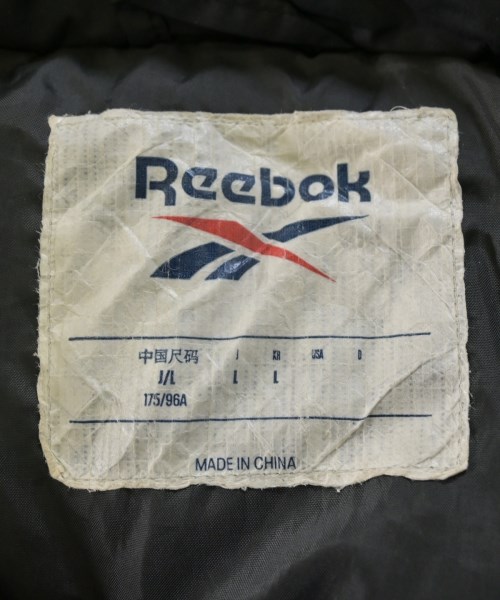 Reebok
中国尺码 J KR USA D
J/L L L
175/96A
MADE IN CHINA